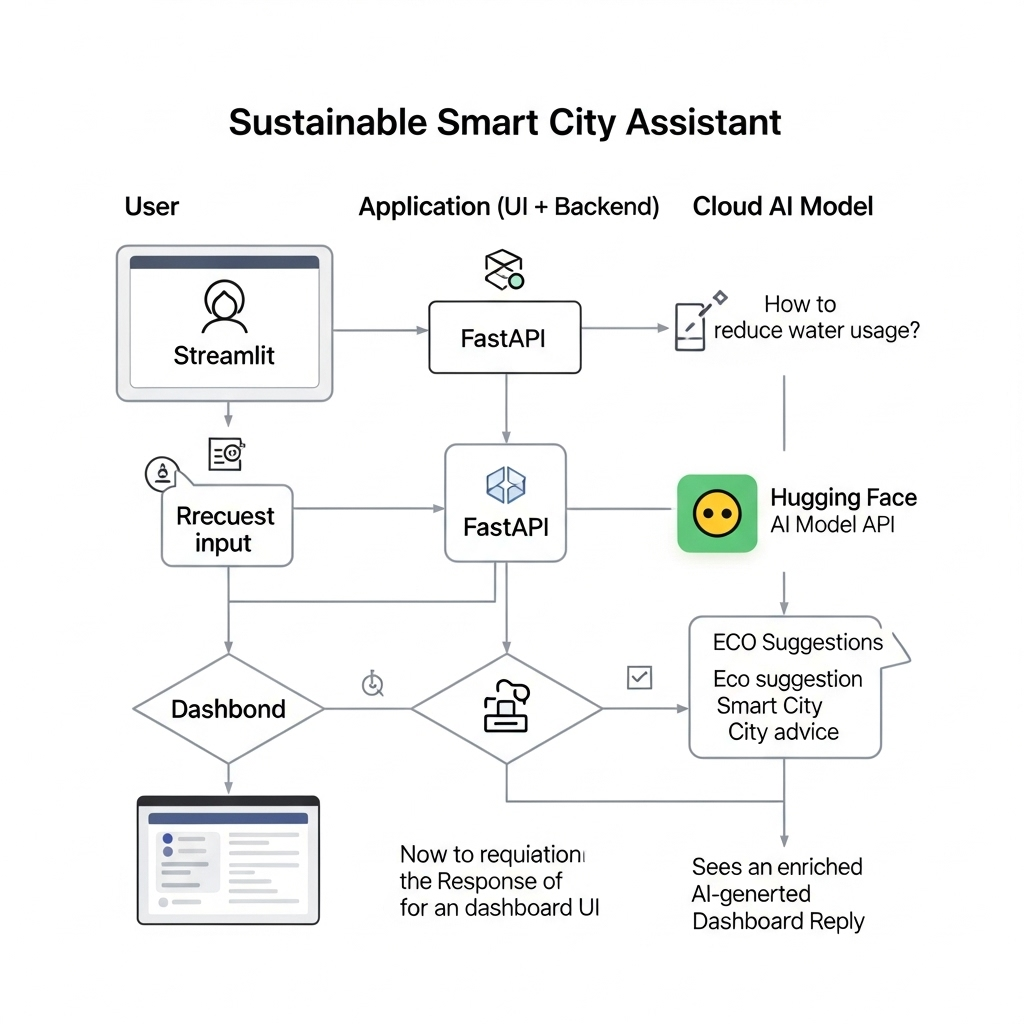 Sustainable Smart City Assistant
User
Application (UI + Backend)
Cloud AI Model
Streamlit
FastAPI
How to
reduce water usage?
Rrecuest
input
FastAPI
Hugging Face
AI Model API
ECO Suggestions
Eco suggestion
Smart City
City advice
Dashbond
Now to requiation
the Response of
for an dashboard UI
Sees an enriched
AI-generted
Dashboard Reply